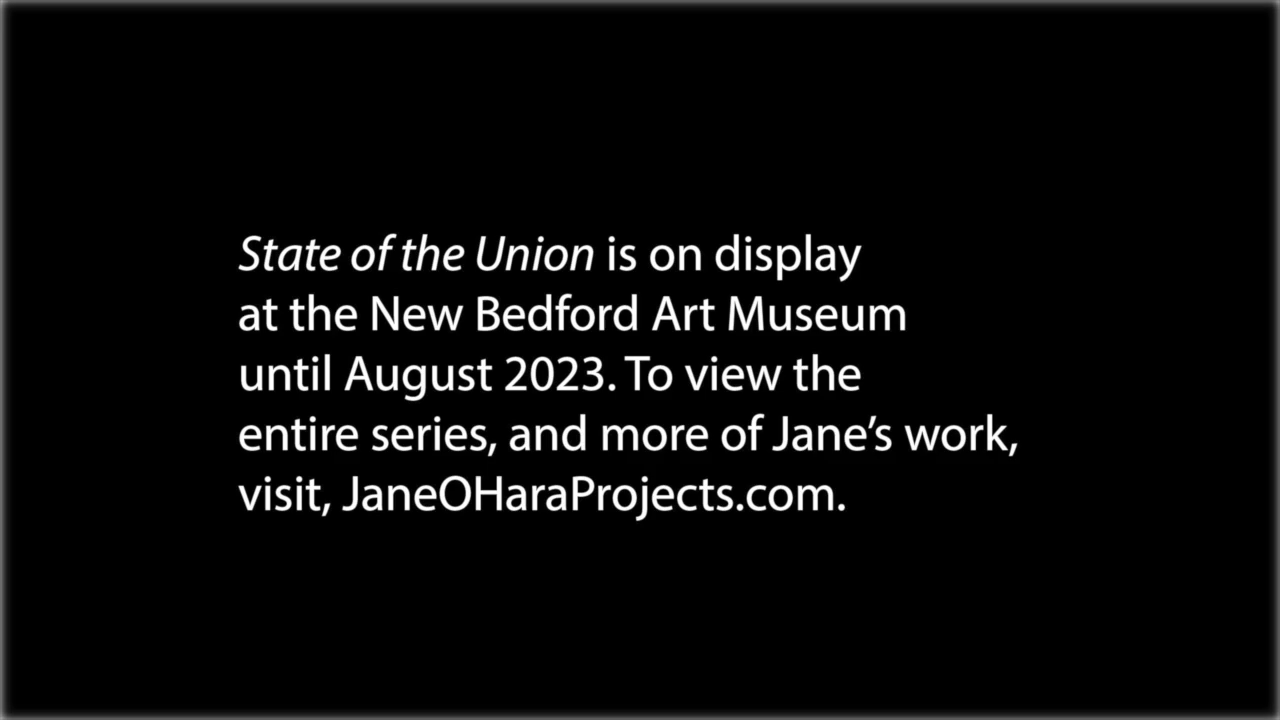 State of the Union is on display
at the New Bedford Art Museum
until August 2023. To view the
entire series, and more of Jane’s work,
visit, JaneOHaraProjects.com.